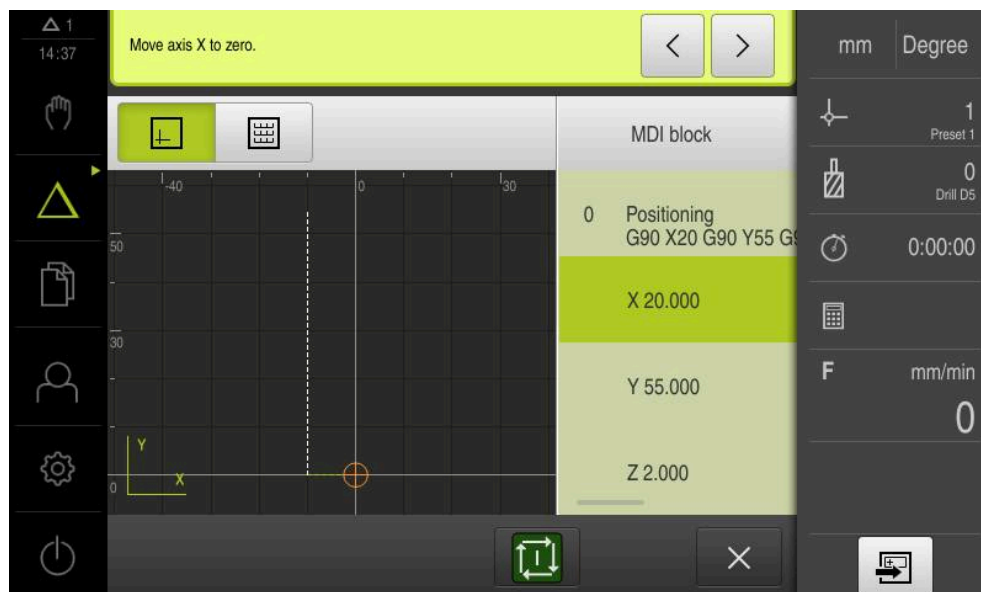 1
14:37
Move axis X to zero.
mm Degree
1
Preset 1
0
Drill D5
0:00:00
F mm/min
0
MDI block
0 Positioning
G90 X20 G90 Y55 G9
X 20.000
Y 55.000
Z 2.000
-40 0 30
50
30
0
Y
X